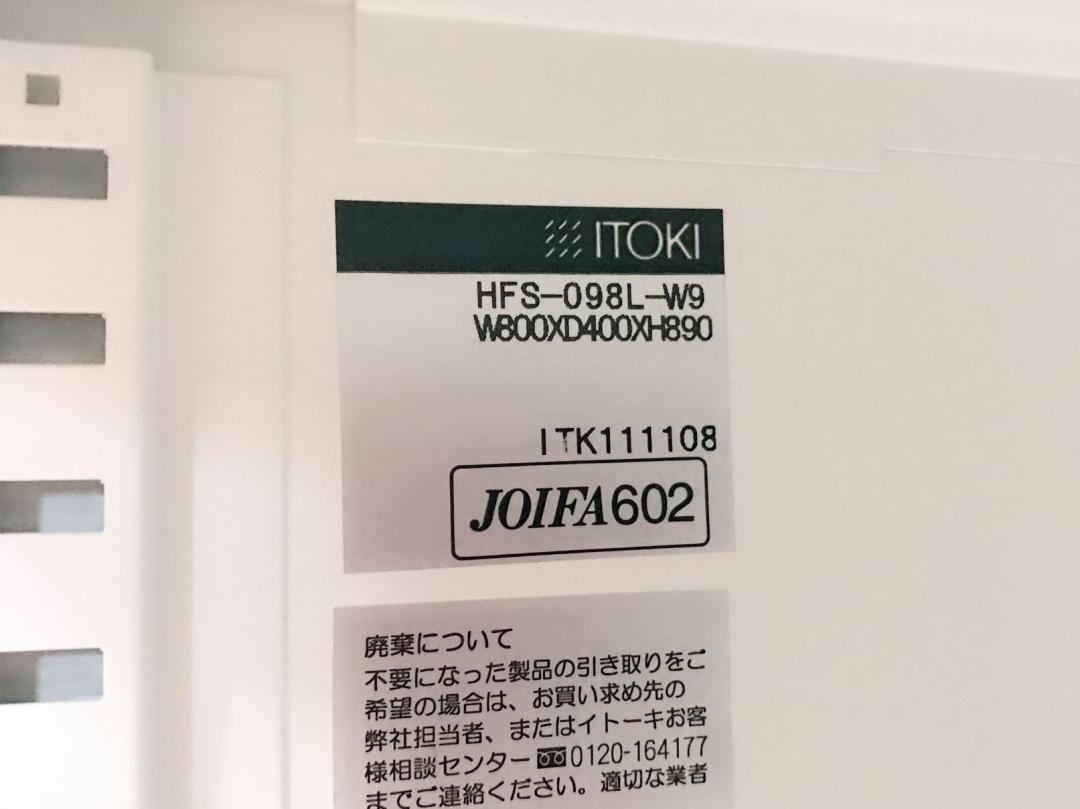 ITOKI
HFS-098L-W9
W800XD400XH890
ITK111108
JOIFA602
廃棄について
不要になった製品の引き取りをご
希望の場合は、お買い求め先の
弊社担当者、またはイトーキお客
様相談センター 0120-164177
までご連絡ください。適切な業者